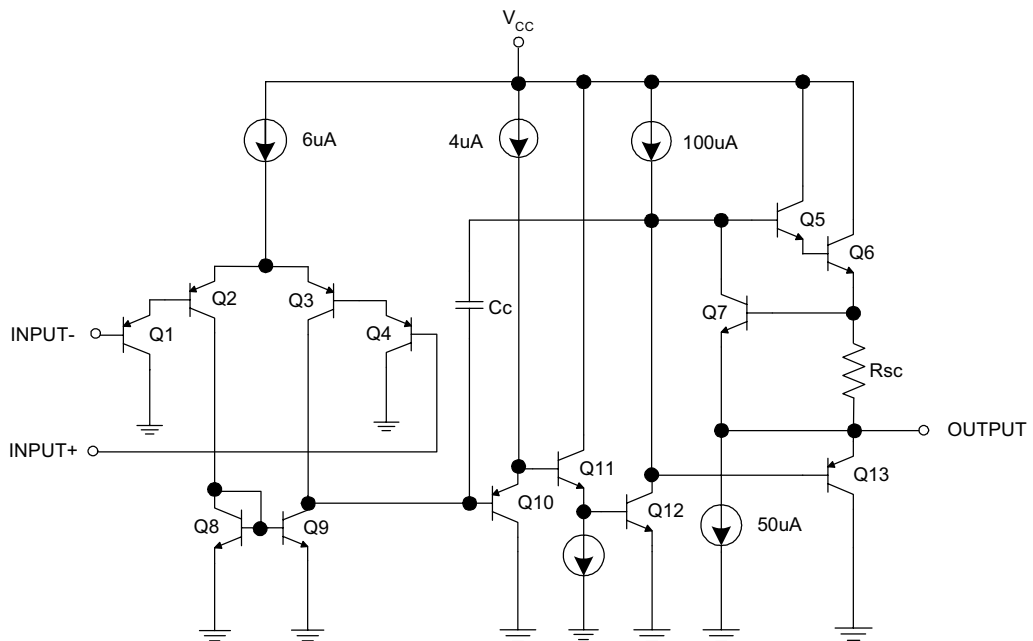 VCC
6uA
4uA
100uA
Q5
Q6
Q2
Q3
Q1
Q4
Cc
Q7
INPUT-
Rsc
INPUT+
OUTPUT
Q11
Q10
Q12
Q13
Q8
Q9
50uA